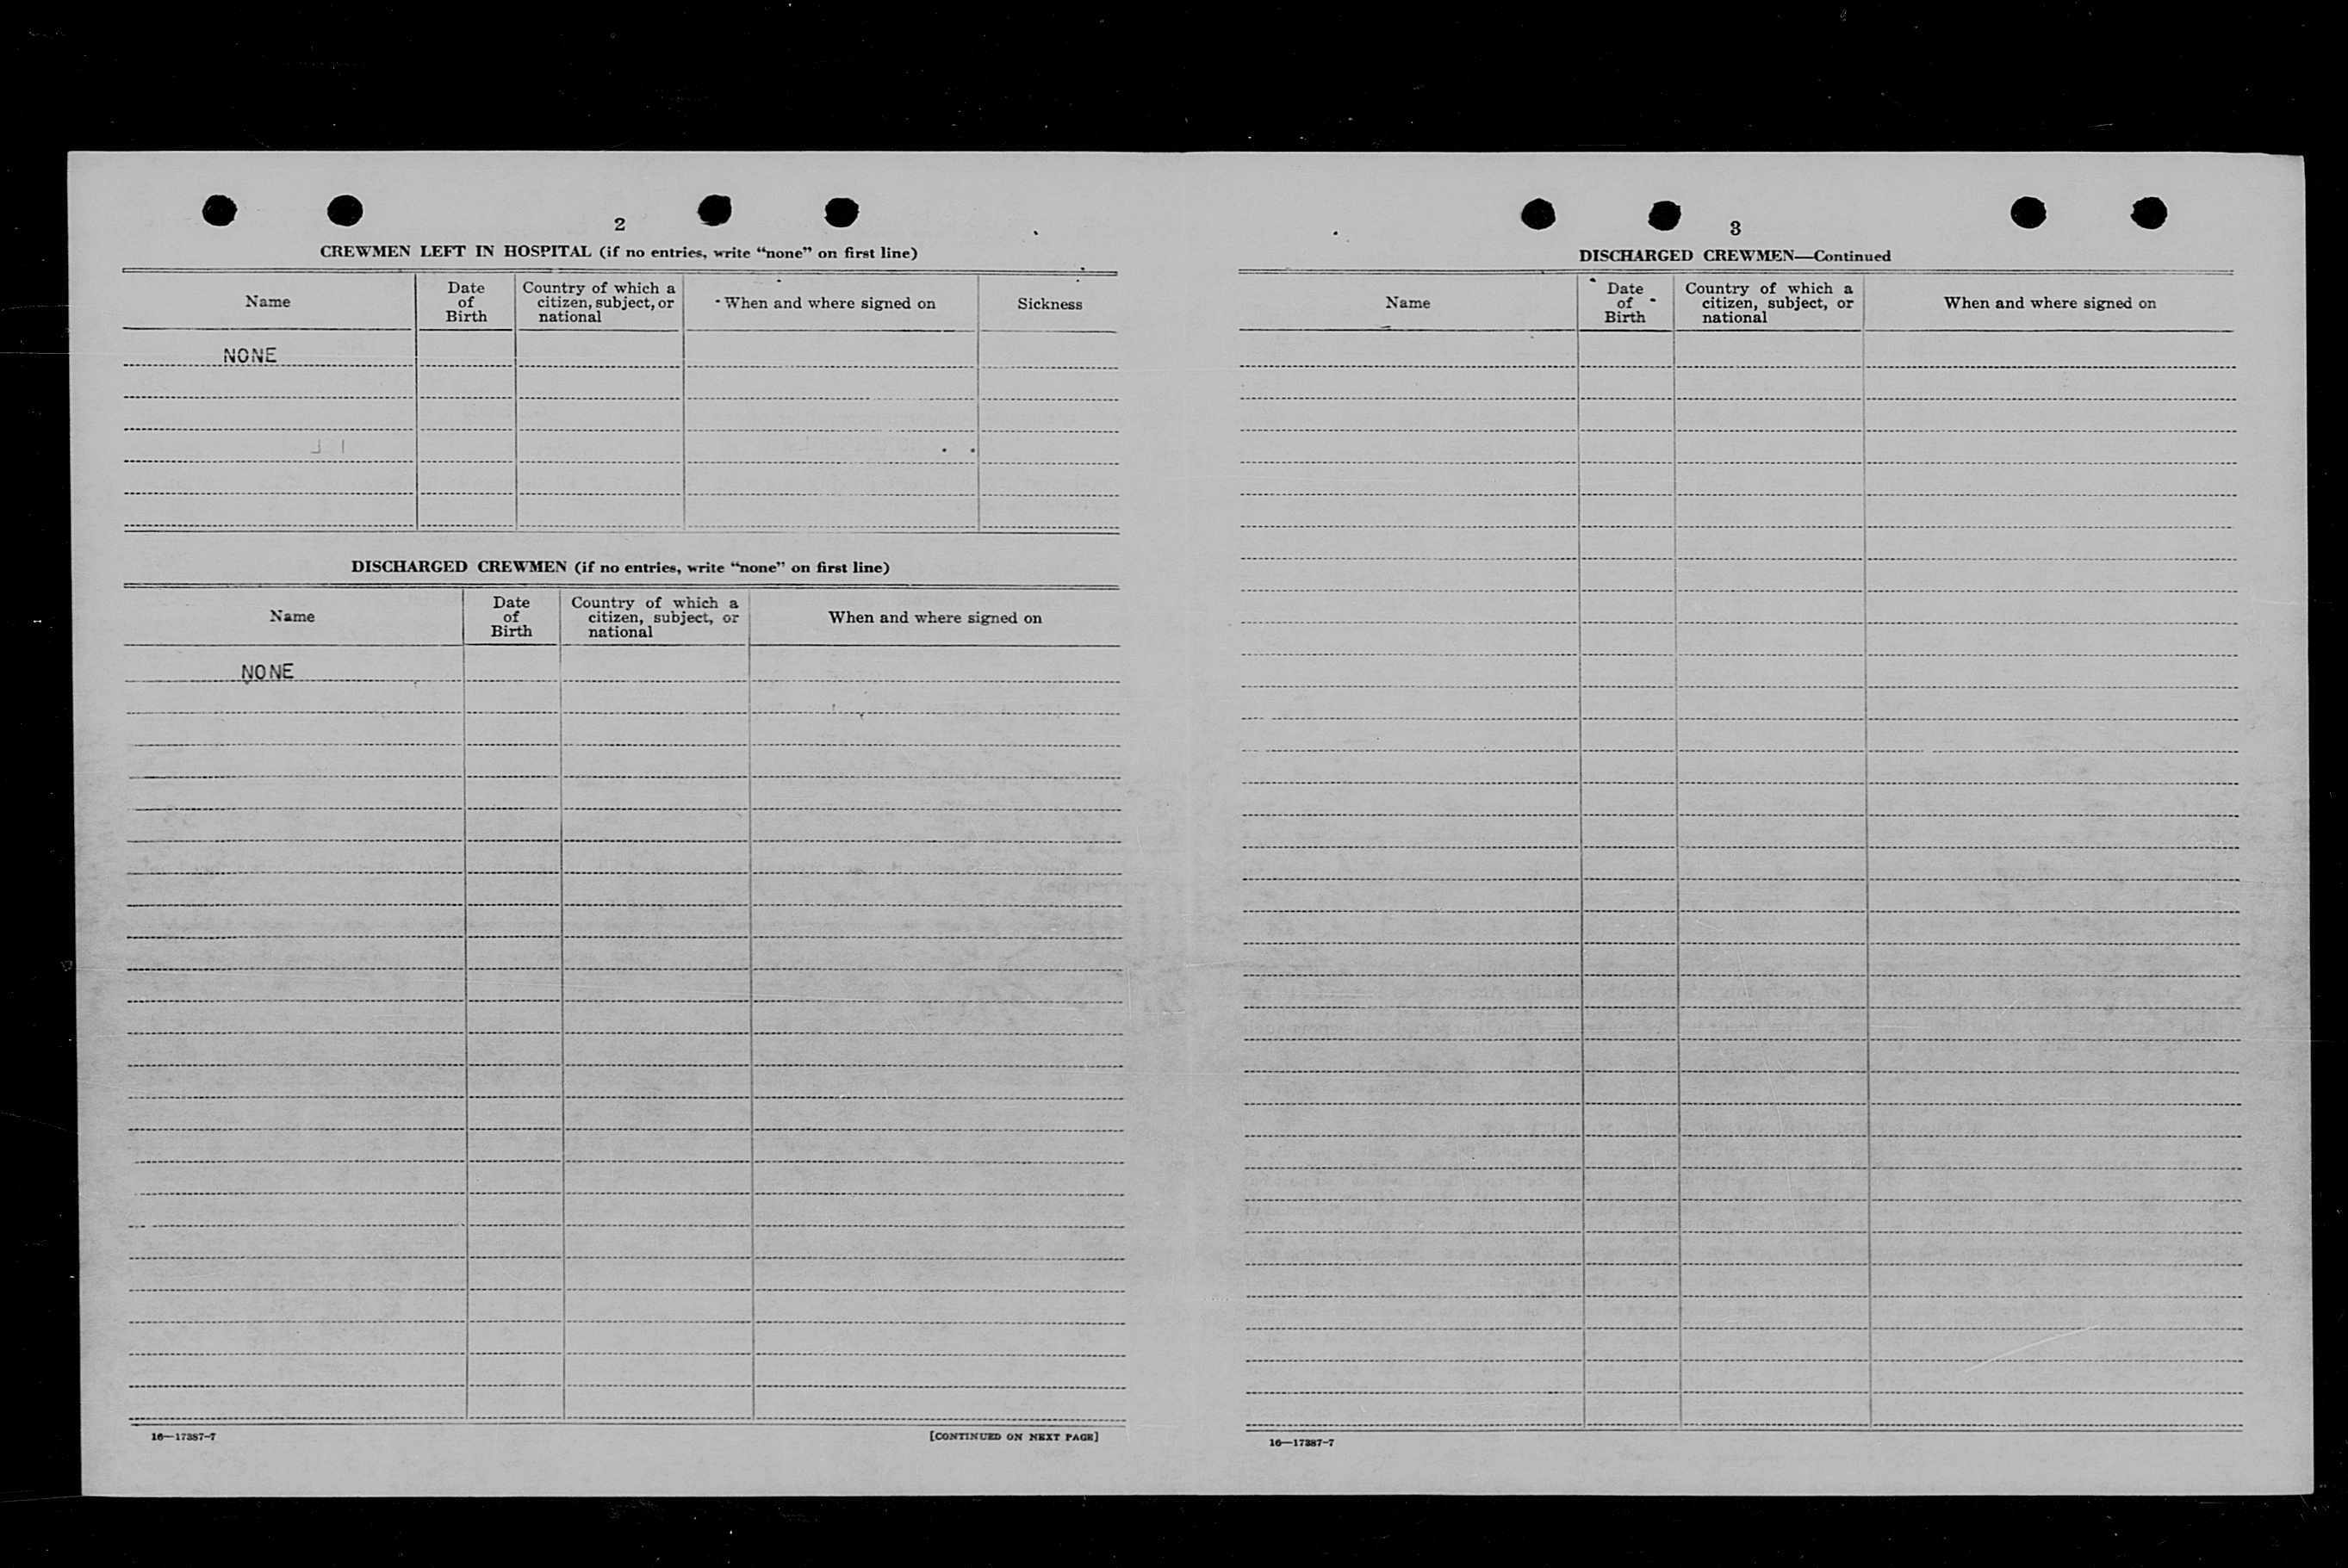 2
CREWMEN LEFT IN HOSPITAL (if no entries, write “none” on first line)
Name
Date of Birth
Country of which a citizen, subject, or national
When and where signed on
Sickness
NONE
DISCHARGED CREWMEN (if no entries, write “none” on first line)
Name
Date of Birth
Country of which a citizen, subject, or national
When and where signed on
NONE
16—17387-7
[CONTINUED ON NEXT PAGE]
3
DISCHARGED CREWMEN—Continued
Name
Date of Birth
Country of which a citizen, subject, or national
When and where signed on
16—17387-7